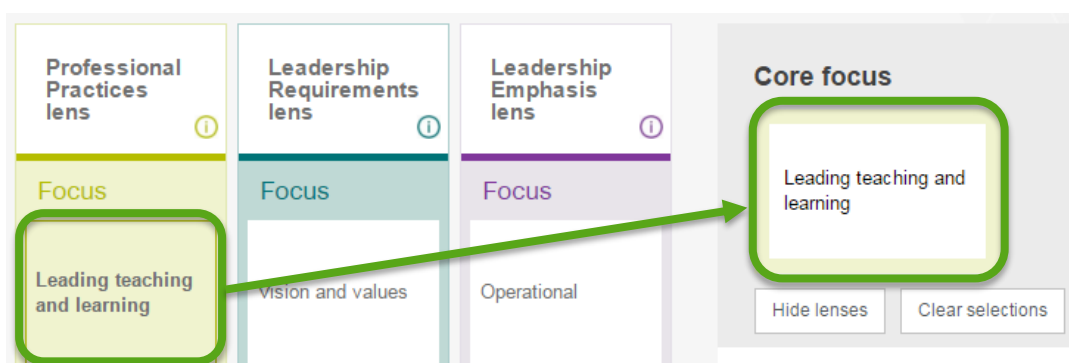 Professional
Practices
lens
Leadership
Requirements
lens
Leadership
Emphasis
lens
Core focus
Focus
Focus
Focus
Leading teaching and
learning
Leading teaching
and learning
Vision and values
Operational
Hide lenses
Clear selections